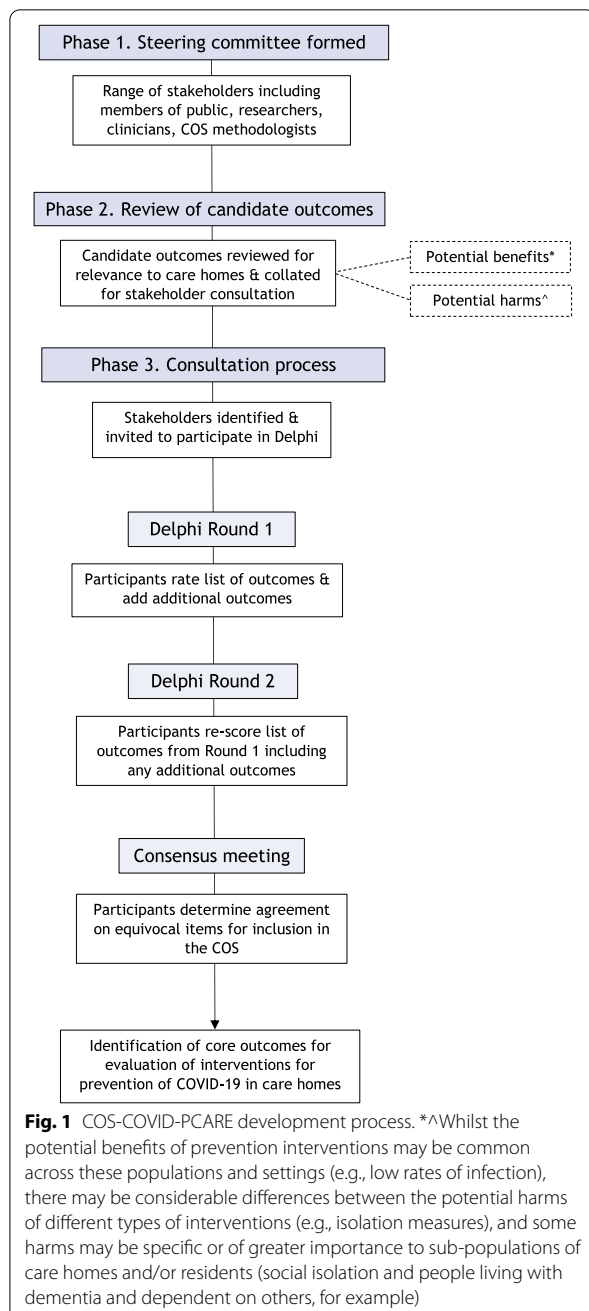 Phase 1. Steering committee formed
Range of stakeholders including
members of public, researchers,
clinicians, COS methodologists
Phase 2. Review of candidate outcomes
Candidate outcomes reviewed for
relevance to care homes & collated
for stakeholder consultation
Potential benefits*
Potential harms^
Phase 3. Consultation process
Stakeholders identified &
invited to participate in Delphi
Delphi Round 1
Participants rate list of outcomes &
add additional outcomes
Delphi Round 2
Participants re-score list of
outcomes from Round 1 including
any additional outcomes
Consensus meeting
Participants determine agreement
on equivocal items for inclusion in
the COS
Identification of core outcomes for
evaluation of interventions for
prevention of COVID-19 in care homes
Fig. 1 COS-COVID-PCARE development process. *^Whilst the
potential benefits of prevention interventions may be common
across these populations and settings (e.g., low rates of infection),
there may be considerable differences between the potential harms
of different types of interventions (e.g., isolation measures), and some
harms may be specific or of greater importance to sub-populations of
care homes and/or residents (social isolation and people living with
dementia and dependent on others, for example)